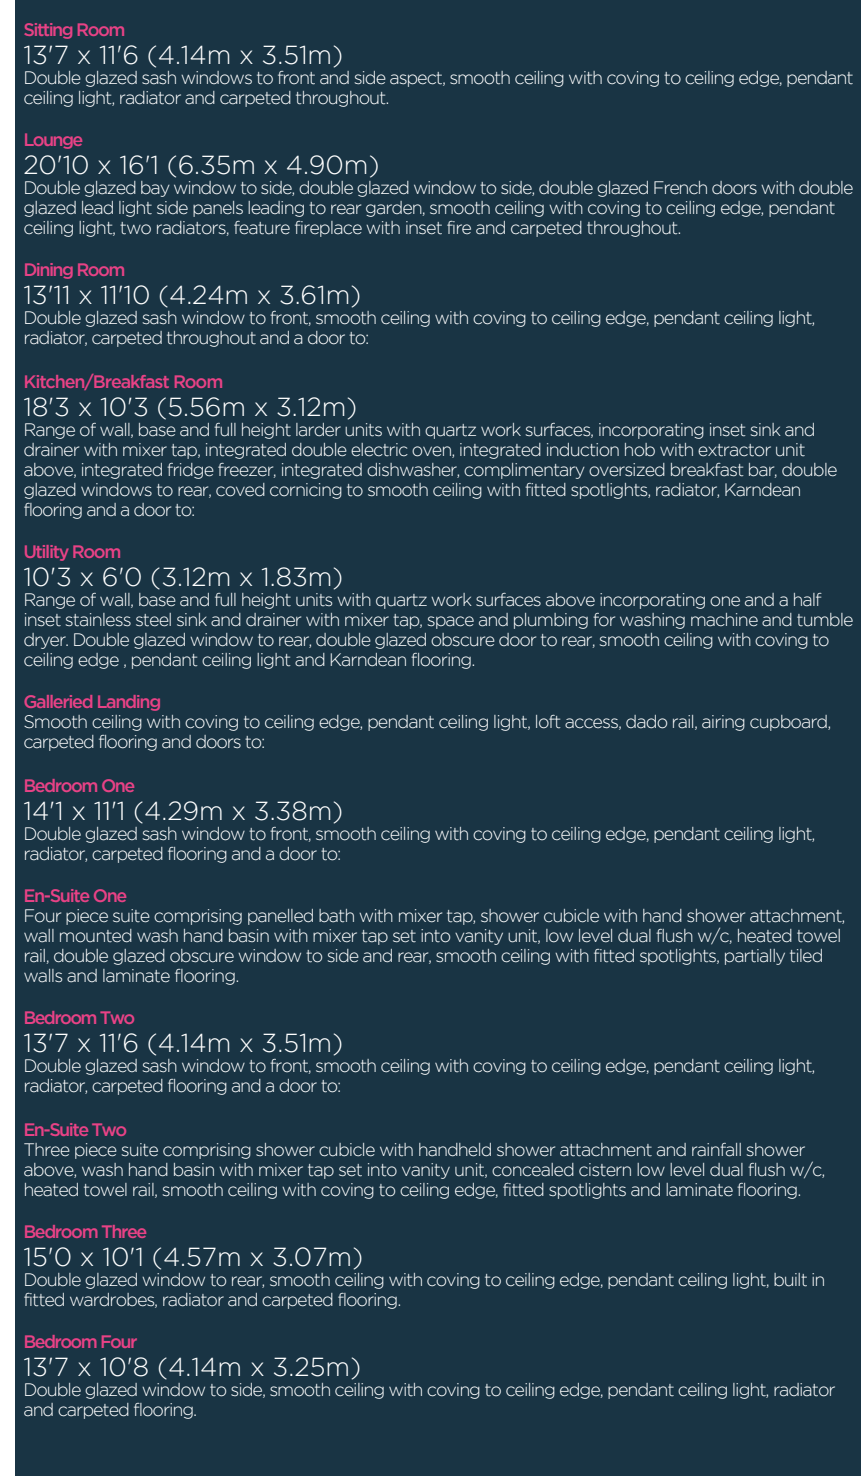 Sitting Room
13'7 x 11'6 (4.14m x 3.51m)
Double glazed sash windows to front and side aspect, smooth ceiling with coving to ceiling edge, pendant
ceiling light, radiator and carpeted throughout.
Lounge
20'10 x 16'1 (6.35m x 4.90m)
Double glazed bay window to side, double glazed window to side, double glazed French doors with double
glazed lead light side panels leading to rear garden, smooth ceiling with coving to ceiling edge, pendant
ceiling light, two radiators, feature fireplace with inset fire and carpeted throughout.
Dining Room
13'11 x 11'10 (4.24m x 3.61m)
Double glazed sash window to front, smooth ceiling with coving to ceiling edge, pendant ceiling light,
radiator, carpeted throughout and a door to:
Kitchen/Breakfast Room
18'3 x 10'3 (5.56m x 3.12m)
Range of wall, base and full height larder units with quartz work surfaces, incorporating inset sink and
drainer with mixer tap, integrated double electric oven, integrated induction hob with extractor unit
above, integrated fridge freezer, integrated dishwasher, complimentary oversized breakfast bar, double
glazed windows to rear, coved cornicing to smooth ceiling with fitted spotlights, radiator, Karndean
flooring and a door to:
Utility Room
10'3 x 6'0 (3.12m x 1.83m)
Range of wall, base and full height units with quartz work surfaces above incorporating one and a half
inset stainless steel sink and drainer with mixer tap, space and plumbing for washing machine and tumble
dryer. Double glazed window to rear, double glazed obscure door to rear, smooth ceiling with coving to
ceiling edge , pendant ceiling light and Karndean flooring.
Galleried Landing
Smooth ceiling with coving to ceiling edge, pendant ceiling light, loft access, dado rail, airing cupboard,
carpeted flooring and doors to:
Bedroom One
14'1 x 11'1 (4.29m x 3.38m)
Double glazed sash window to front, smooth ceiling with coving to ceiling edge, pendant ceiling light,
radiator, carpeted flooring and a door to:
En-Suite One
Four piece suite comprising panelled bath with mixer tap, shower cubicle with hand shower attachment,
wall mounted wash hand basin with mixer tap set into vanity unit, low level dual flush w/c, heated towel
rail, double glazed obscure window to side and rear, smooth ceiling with fitted spotlights, partially tiled
walls and laminate flooring.
Bedroom Two
13'7 x 11'6 (4.14m x 3.51m)
Double glazed sash window to front, smooth ceiling with coving to ceiling edge, pendant ceiling light,
radiator, carpeted flooring and a door to:
En-Suite Two
Three piece suite comprising shower cubicle with handheld shower attachment and rainfall shower
above, wash hand basin with mixer tap set into vanity unit, concealed cistern low level dual flush w/c,
heated towel rail, smooth ceiling with coving to ceiling edge, fitted spotlights and laminate flooring.
Bedroom Three
15'0 x 10'1 (4.57m x 3.07m)
Double glazed window to rear, smooth ceiling with coving to ceiling edge, pendant ceiling light, built in
fitted wardrobes, radiator and carpeted flooring.
Bedroom Four
13'7 x 10'8 (4.14m x 3.25m)
Double glazed window to side, smooth ceiling with coving to ceiling edge, pendant ceiling light, radiator
and carpeted flooring.